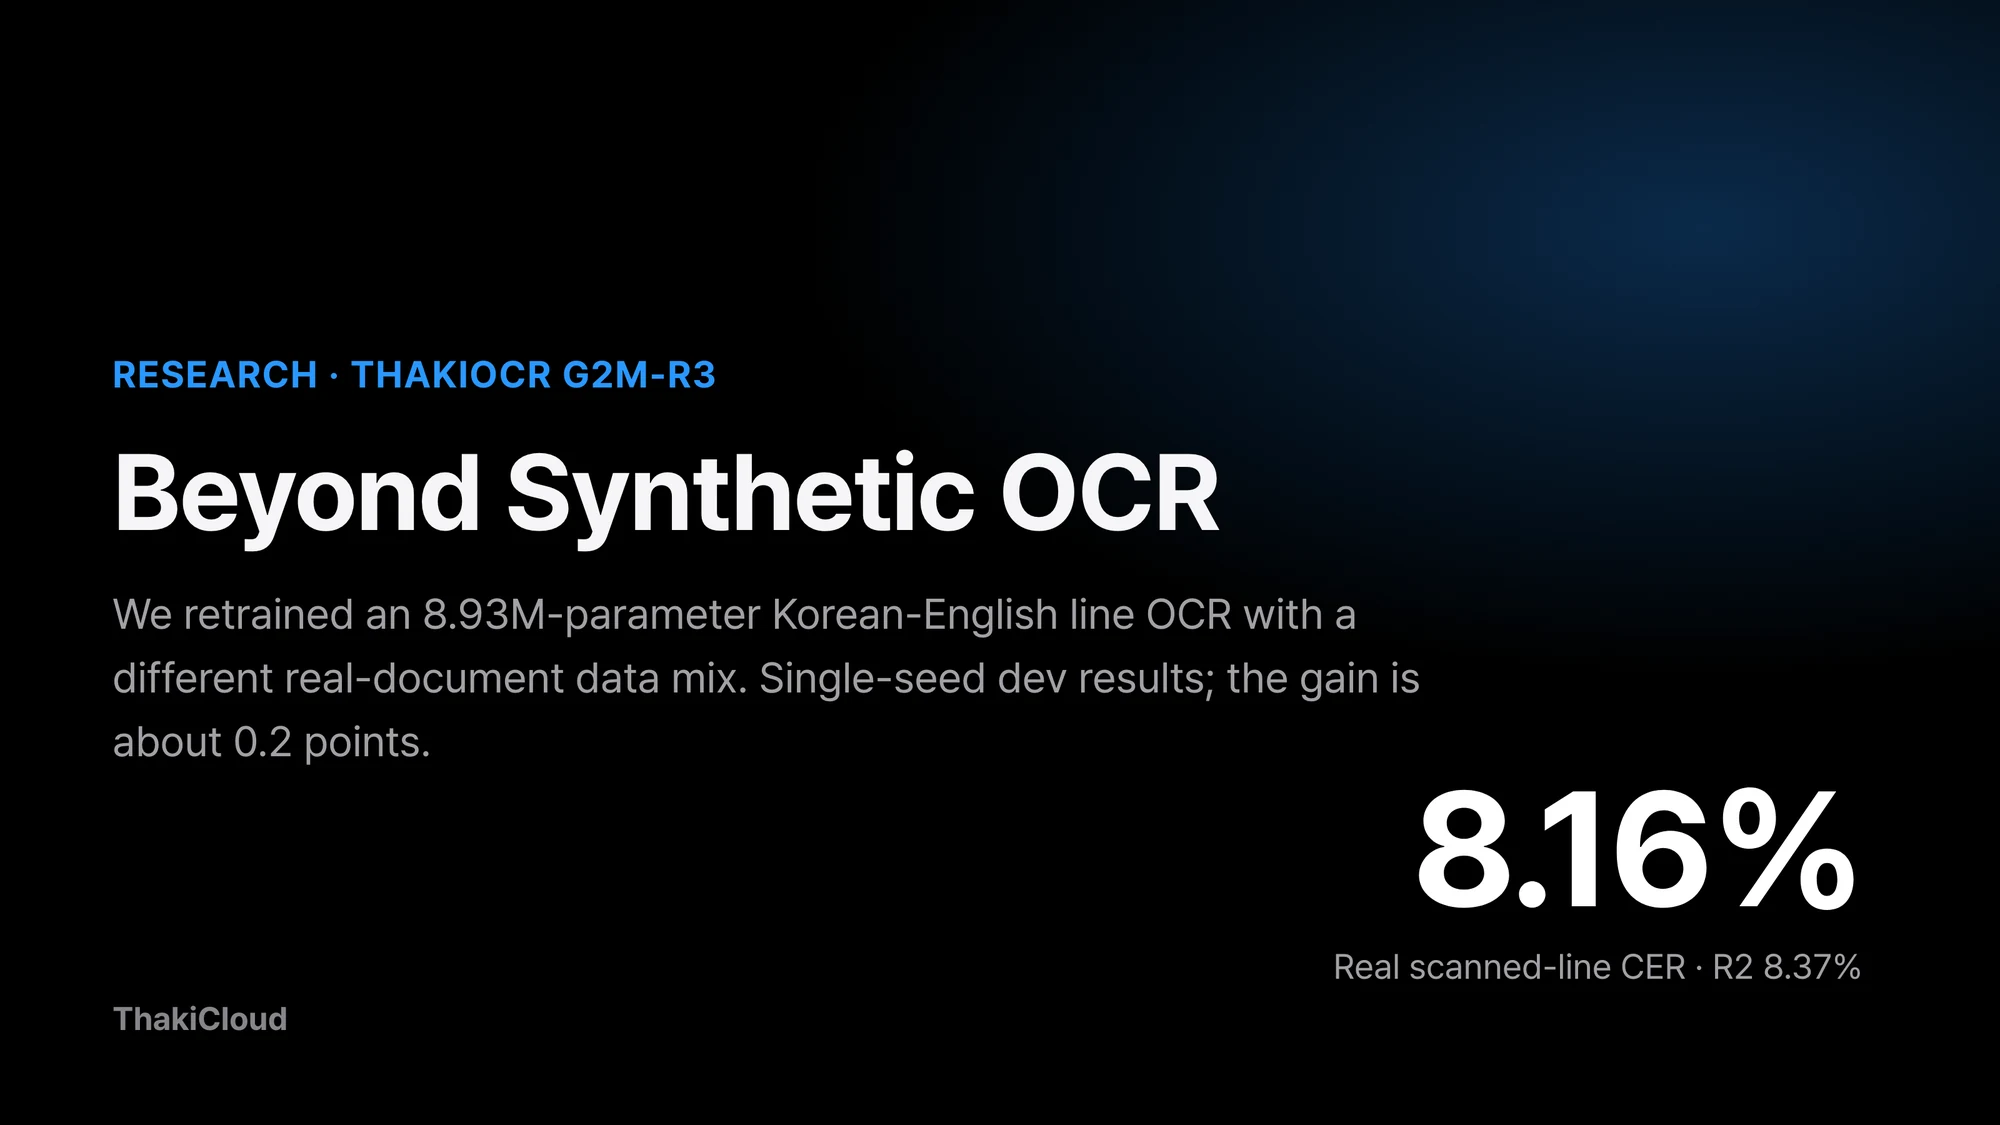 RESEARCH · THAKIOCR G2M-R3
Beyond Synthetic OCR
We retrained an 8.93M-parameter Korean-English line OCR with a
different real-document data mix. Single-seed dev results; the gain is
about 0.2 points.
8.16%
Real scanned-line CER · R2 8.37%
ThakiCloud